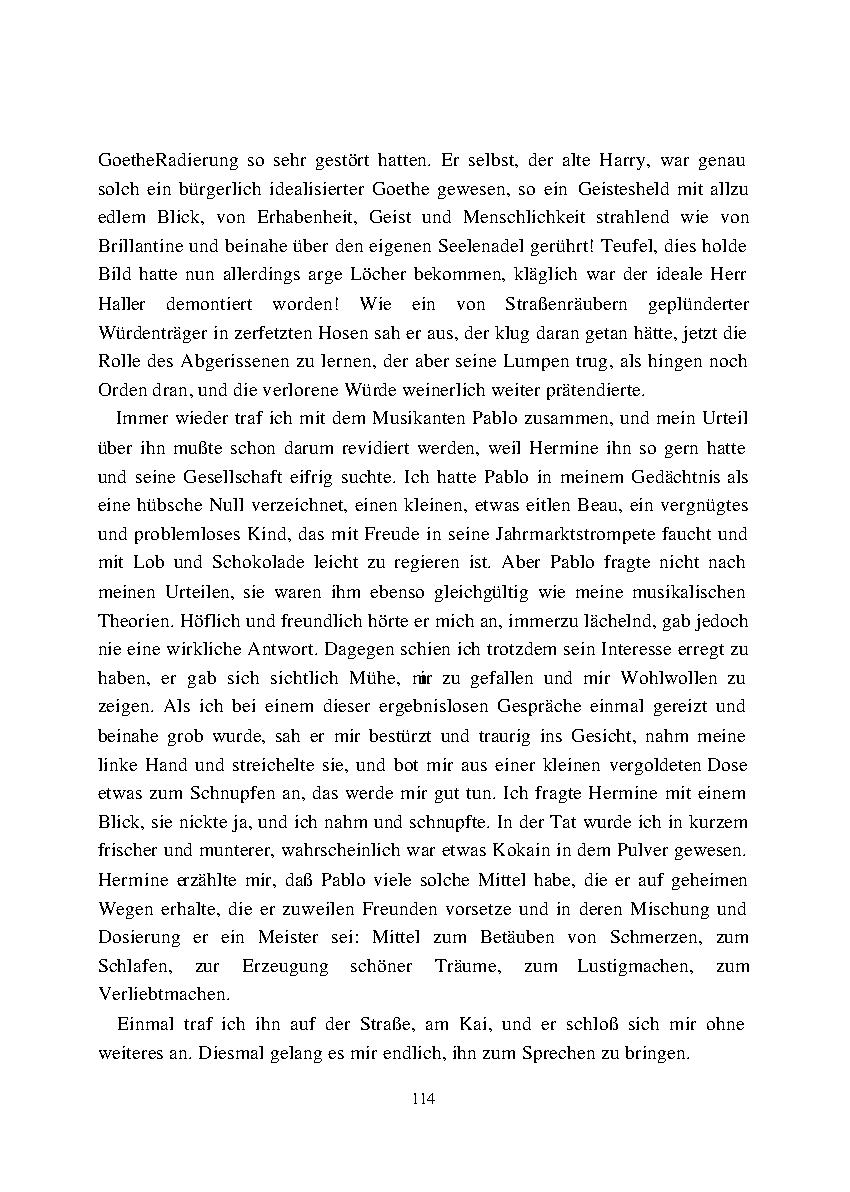 GoetheRadierung so sehr gestört hatten. Er selbst, der alte Harry, war genau
solch ein bürgerlich idealisierter Goethe gewesen, so ein Geistesheld mit allzu
edlem Blick, von Erhabenheit, Geist und Menschlichkeit strahlend wie von
Brillantine und beinahe über den eigenen Seelenadel gerührt! Teufel, dies holde
Bild hatte nun allerdings arge Löcher bekommen, kläglich war der ideale Herr
Haller demontiert worden! Wie ein von Straßenräubern geplünderter
Würdenträger in zerfetzten Hosen sah er aus, der klug daran getan hätte, jetzt die
Rolle des Abgerissenen zu lernen, der aber seine Lumpen trug, als hingen noch
Orden dran, und die verlorene Würde weinerlich weiter prätendierte.
Immer wieder traf ich mit dem Musikanten Pablo zusammen, und mein Urteil
über ihn mußte schon darum revidiert werden, weil Hermine ihn so gern hatte
und seine Gesellschaft eifrig suchte. Ich hatte Pablo in meinem Gedächtnis als
eine hübsche Null verzeichnet, einen kleinen, etwas eitlen Beau, ein vergnügtes
und problemloses Kind, das mit Freude in seine Jahrmarktstrompete faucht und
mit Lob und Schokolade leicht zu regieren ist. Aber Pablo fragte nicht nach
meinen Urteilen, sie waren ihm ebenso gleichgültig wie meine musikalischen
Theorien. Höflich und freundlich hörte er mich an, immerzu lächelnd, gab jedoch
nie eine wirkliche Antwort. Dagegen schien ich trotzdem sein Interesse erregt zu
haben, er gab sich sichtlich Mühe, mir zu gefallen und mir Wohlwollen zu
zeigen. Als ich bei einem dieser ergebnislosen Gespräche einmal gereizt und
beinahe grob wurde, sah er mir bestürzt und traurig ins Gesicht, nahm meine
linke Hand und streichelte sie, und bot mir aus einer kleinen vergoldeten Dose
etwas zum Schnupfen an, das werde mir gut tun. Ich fragte Hermine mit einem
Blick, sie nickte ja, und ich nahm und schnupfte. In der Tat wurde ich in kurzem
frischer und munterer, wahrscheinlich war etwas Kokain in dem Pulver gewesen.
Hermine erzählte mir, daß Pablo viele solche Mittel habe, die er auf geheimen
Wegen erhalte, die er zuweilen Freunden vorsetze und in deren Mischung und
Dosierung er ein Meister sei: Mittel zum Betäuben von Schmerzen, zum
Schlafen, zur Erzeugung schöner Träume, zum Lustigmachen, zum
Verliebtmachen.
Einmal traf ich ihn auf der Straße, am Kai, und er schloß sich mir ohne
weiteres an. Diesmal gelang es mir endlich, ihn zum Sprechen zu bringen.
114